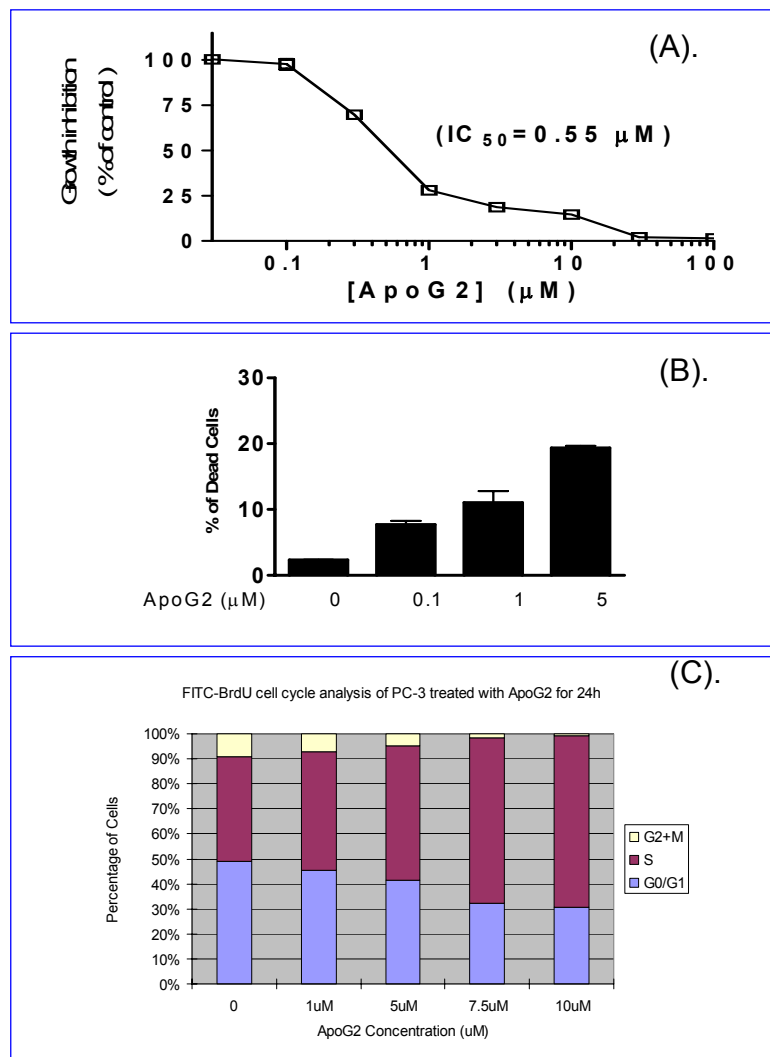 (A).
Growth inhibition
(% of control)
100
75
50
25
0
(IC50=0.55 μM)
0.1
1
10
100
[ApoG2] (μM)
(B).
% of Dead Cells
30
20
10
0
ApoG2 (μM)
0
0.1
1
5
(C).
FITC-BrdU cell cycle analysis of PC-3 treated with ApoG2 for 24h
Percentage of Cells
100%
90%
80%
70%
60%
50%
40%
30%
20%
10%
0%
0
1uM
5uM
7.5uM
10uM
ApoG2 Concentration (uM)
G2+M
S
G0/G1